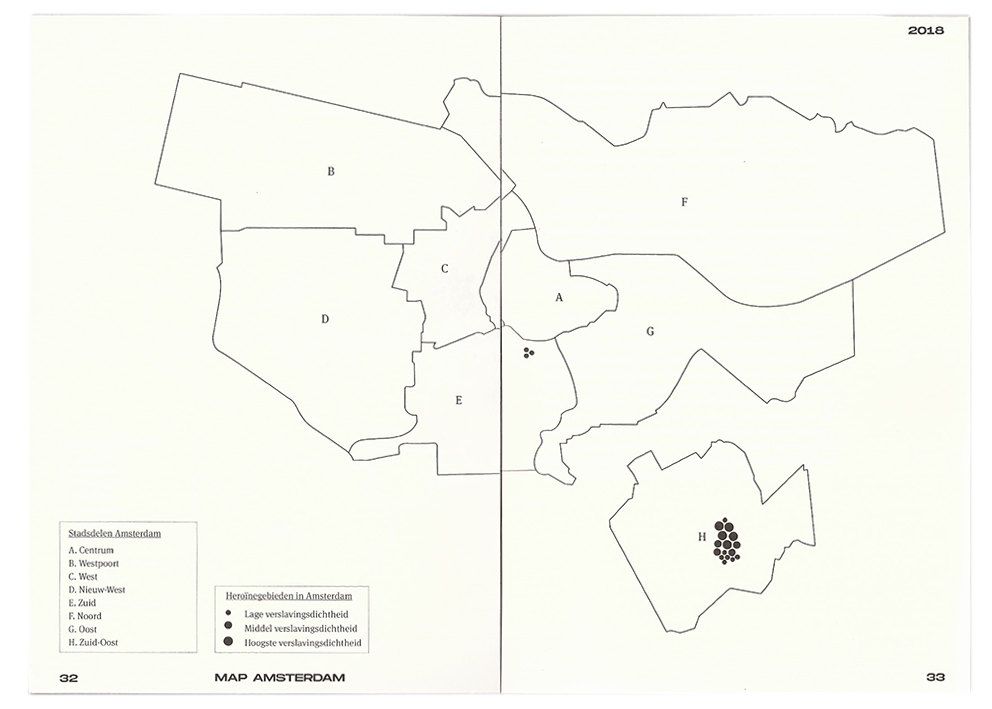 2018
B
F
C
A
D
G
E
H
Stadsdelen Amsterdam
A. Centrum
B. Westpoort
C. West
D. Nieuw-West
E. Zuid
F. Noord
G. Oost
H. Zuid-Oost
Heroïnegebieden in Amsterdam
Lage verslavingsdichtheid
Middel verslavingsdichtheid
Hoogste verslavingsdichtheid
32
MAP AMSTERDAM
33